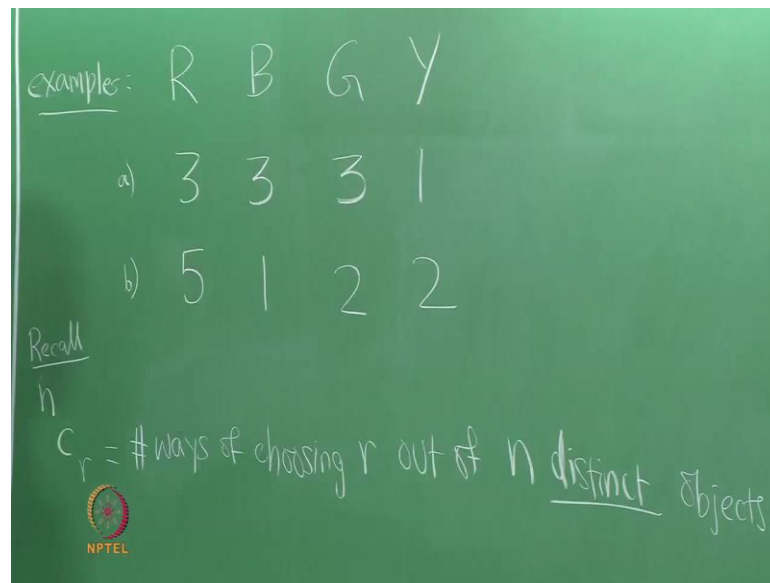 examples: R B G Y
a) 3 3 3 1
b) 5 1 2 2
Recall
n
C r = # ways of choosing r out of n distinct objects
NPTEL